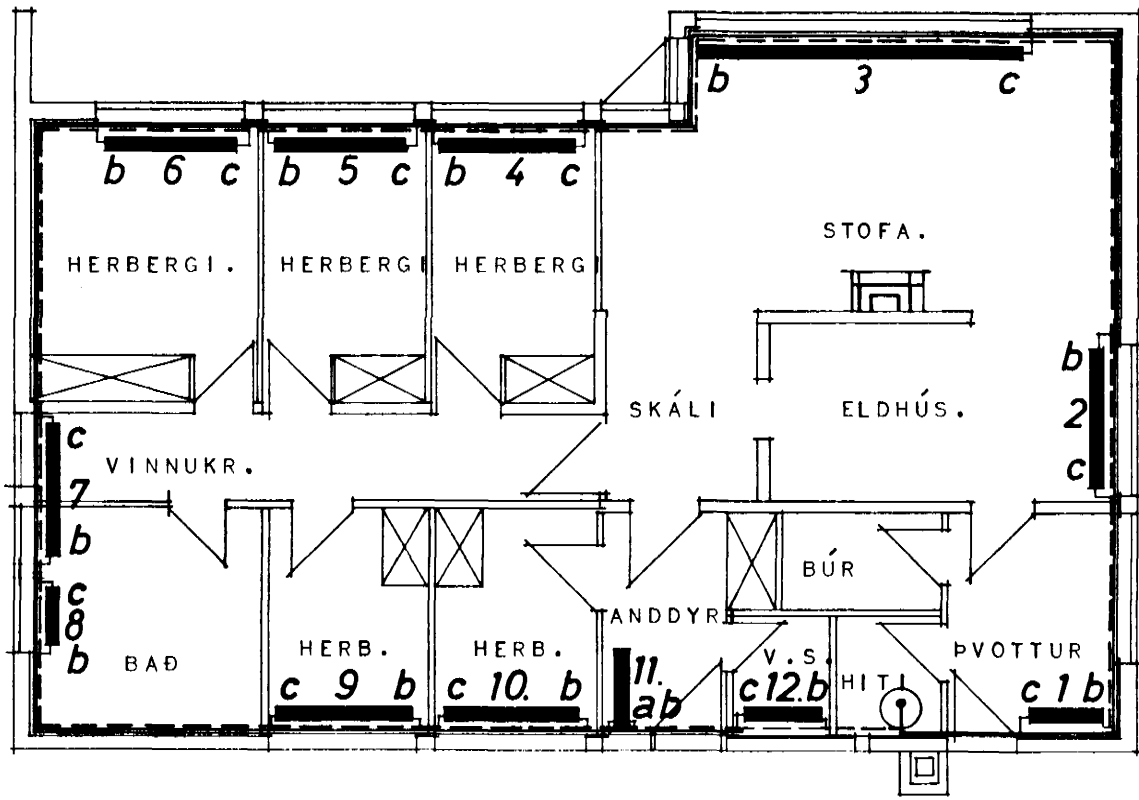 b 3 c
b 6 c
b 5 c
b 4 c
STOFA.
HERBERGI.
HERBERGI
HERBERGI
b
2
c
SKÁLI
ELDHÚS.
c
7
b
VINNUKR.
BÚR
c
8
b
ANDDYR.
BAÐ
HERB.
HERB.
V.S.
ÞVOTTUR
HITI
c 9 b
c 10. b
11.
a b
c 12. b
c 1 b